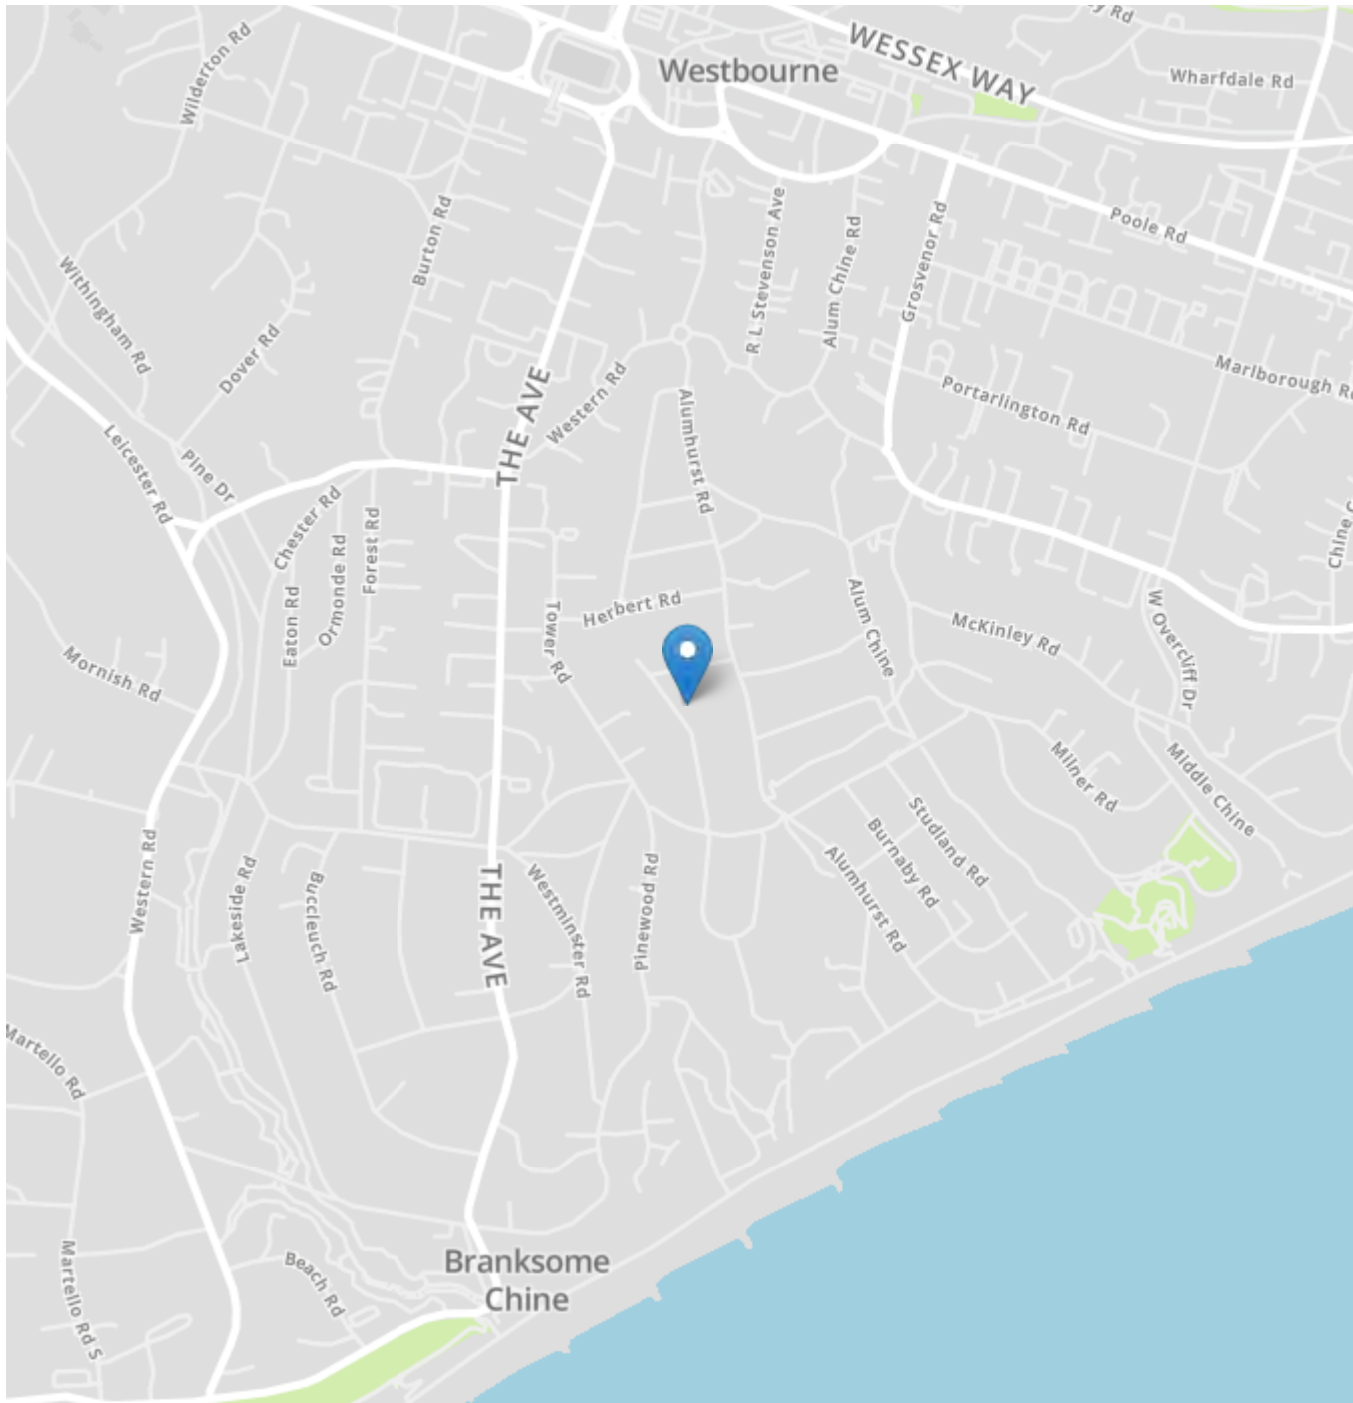 y Rd
WESSEX WAY
Westbourne
Wharfdale Rd
Wilderton Rd
Burton Rd
R L Stevenson Ave
Alum Chine Rd
Grosvenor Rd
Poole Rd
Withingham Rd
Dover Rd
THE AVE
Western Rd
Alumhurst Rd
Portarlington Rd
Marlborough R
Leicester Rd
Pine Dr
Chester Rd
Ormonde Rd
Forest Rd
Eaton Rd
Chine
Herbert Rd
Tower Rd
Alum Chine
McKinley Rd
W Overcliff Dr
Mornish Rd
Milner Rd
Middle Chine
Studland Rd
Burnaby Rd
Alumhurst Rd
Western Rd
Lakeside Rd
Buccleuch Rd
THE AVE
Westminster Rd
Pinewood Rd
Martello Rd
Martello Rd S
Beach Rd
Branksome
Chine